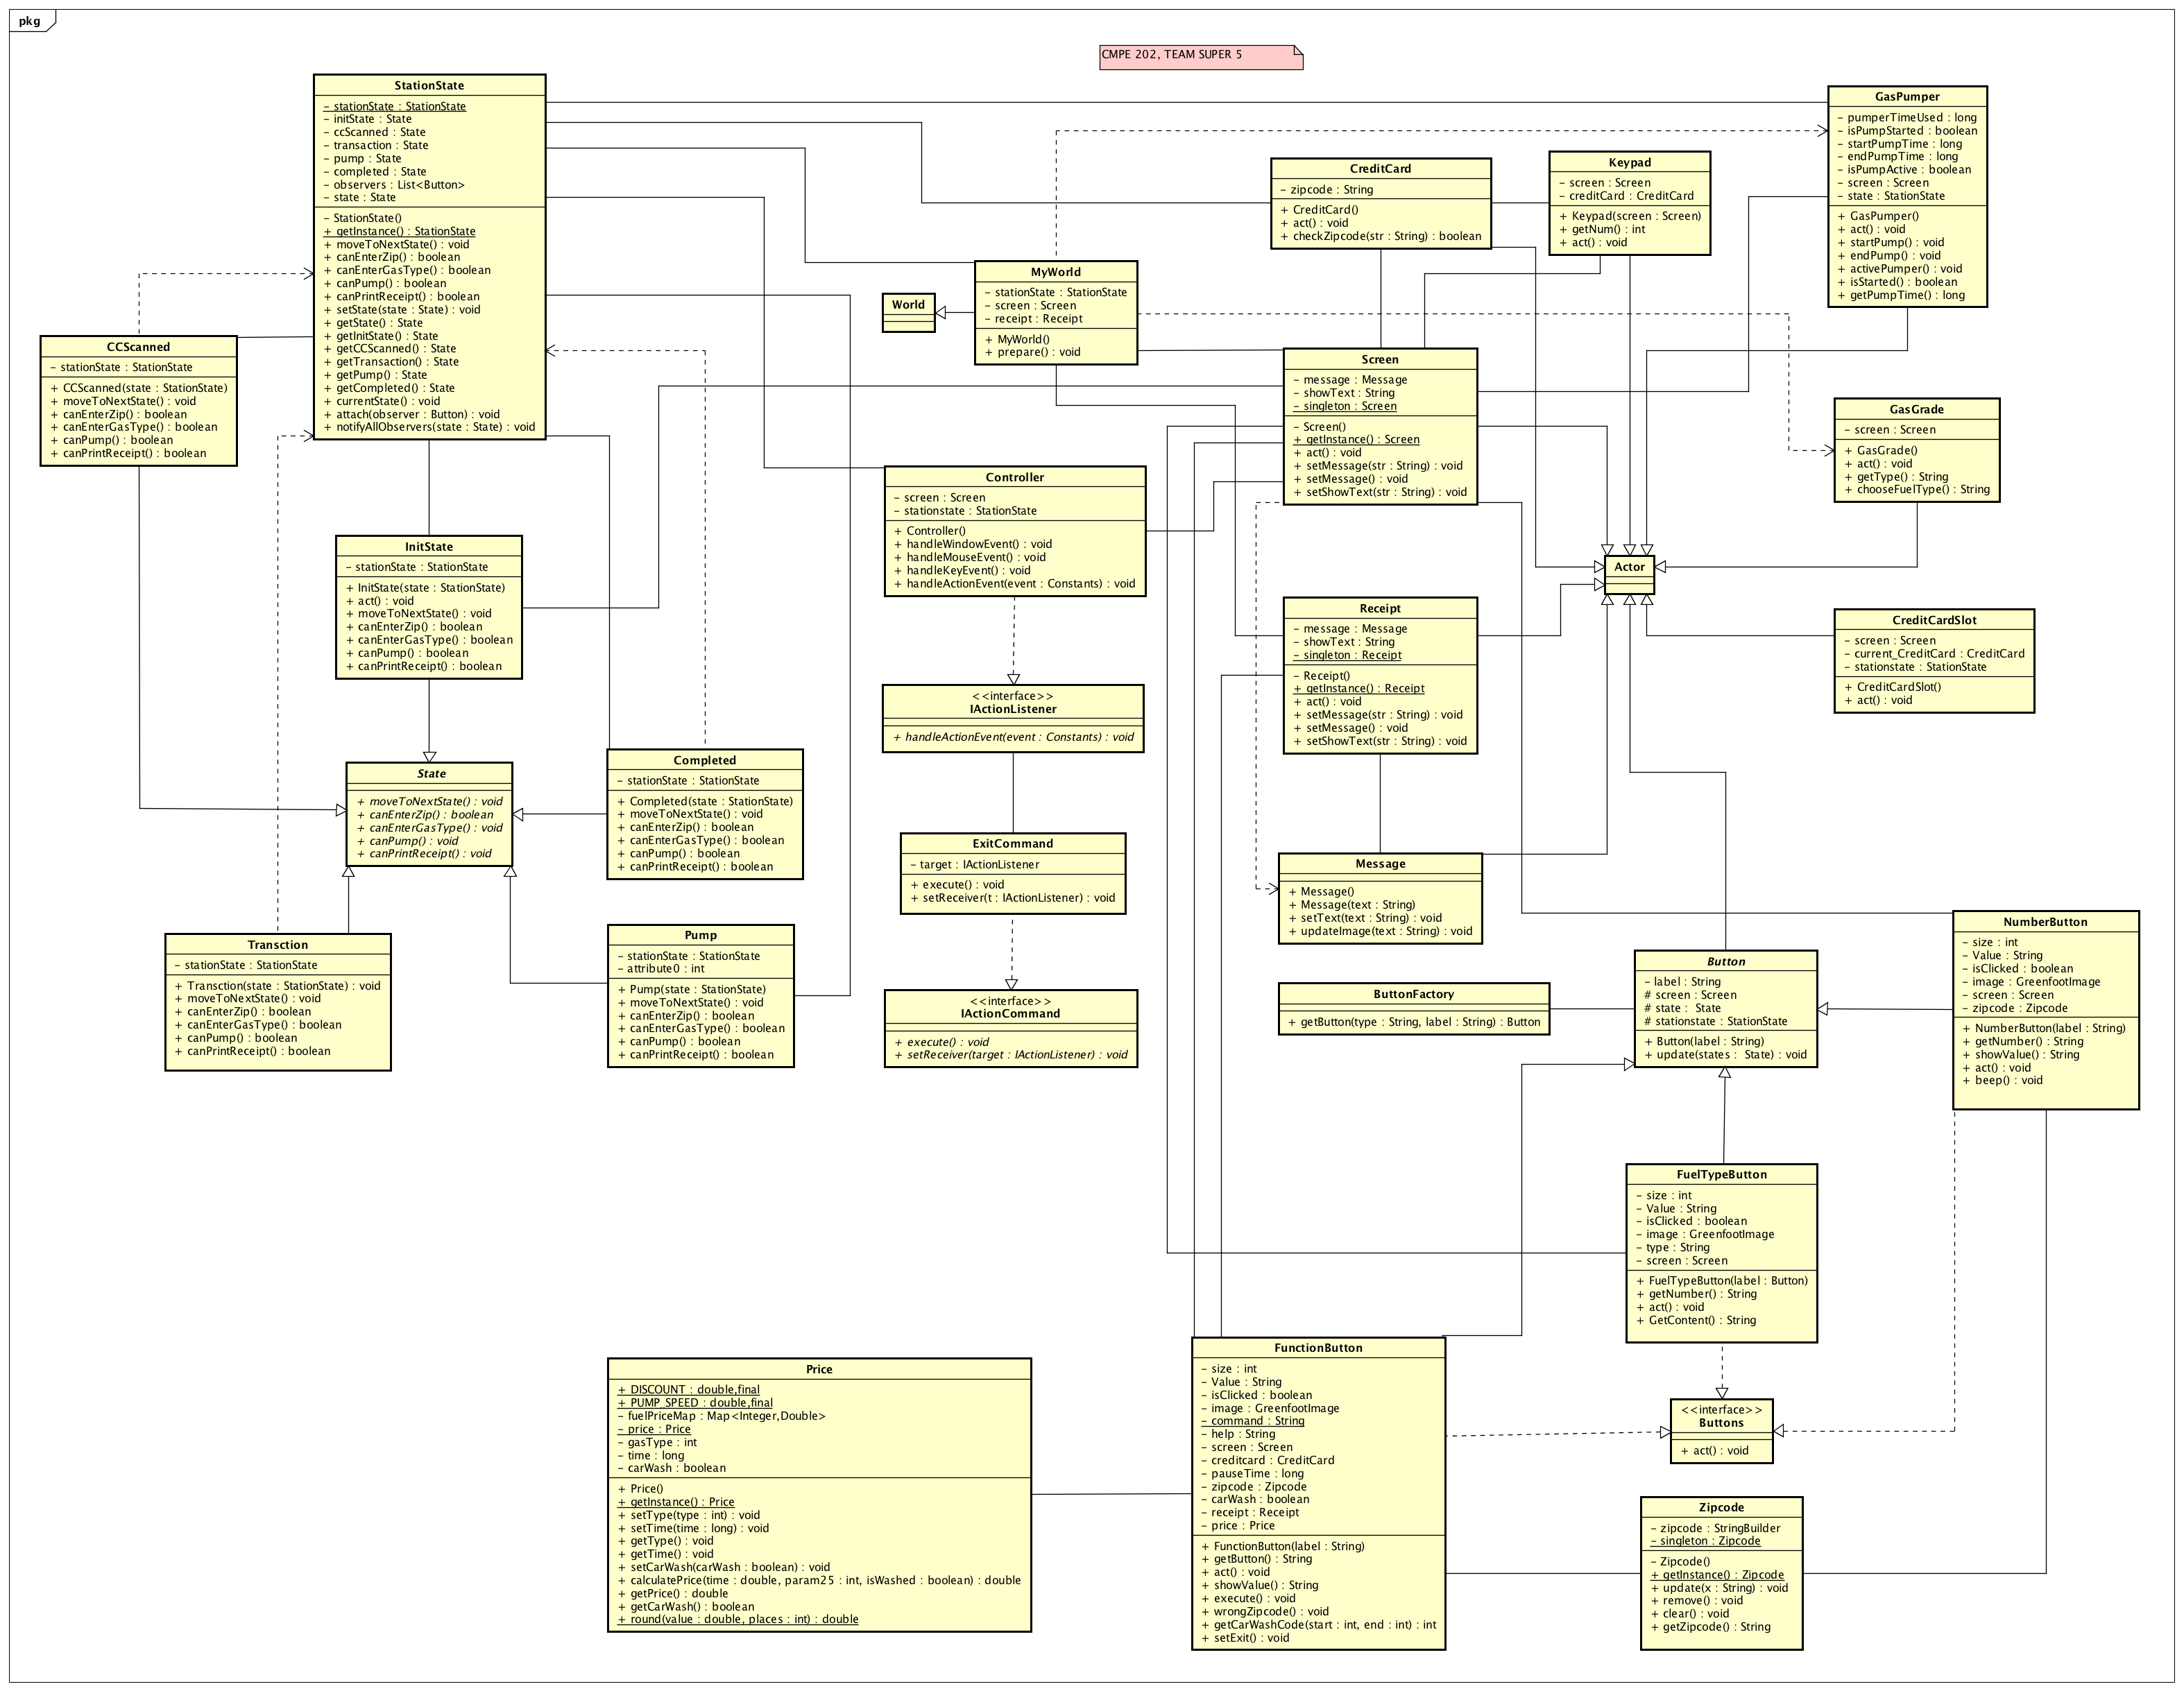 pkg
CMPE 202, TEAM SUPER 5
StationState
– stationState : StationState
– initState : State
– ccScanned : State
– transaction : State
– pump : State
– completed : State
– observers : List<Button>
– state : State
– StationState()
+ getInstance() : StationState
+ moveToNextState() : void
+ canEnterZip() : boolean
+ canEnterGasType() : boolean
+ canPump() : boolean
+ canPrintReceipt() : boolean
+ setState(state : State) : void
+ getState() : State
+ getInitState() : State
+ getCCScanned() : State
+ getTransaction() : State
+ getPump() : State
+ getCompleted() : State
+ currentState() : void
+ attach(observer : Button) : void
+ notifyAllObservers(state : State) : void
GasPumper
– pumperTimeUsed : long
– isPumpStarted : boolean
– startPumpTime : long
– endPumpTime : long
– isPumpActive : boolean
– screen : Screen
– state : StationState
+ GasPumper()
+ act() : void
+ startPump() : void
+ endPump() : void
+ activePumper() : void
+ isStarted() : boolean
+ getPumpTime() : long
CreditCard
– zipcode : String
+ CreditCard()
+ act() : void
+ checkZipcode(str : String) : boolean
Keypad
– screen : Screen
– creditCard : CreditCard
+ Keypad(screen : Screen)
+ getNum() : int
+ act() : void
MyWorld
– stationState : StationState
– screen : Screen
– receipt : Receipt
+ MyWorld()
+ prepare() : void
World
CCScanned
– stationState : StationState
+ CCScanned(state : StationState)
+ moveToNextState() : void
+ canEnterZip() : boolean
+ canEnterGasType() : boolean
+ canPump() : boolean
+ canPrintReceipt() : boolean
Screen
– message : Message
– showText : String
– singleton : Screen
– Screen()
+ getInstance() : Screen
+ act() : void
+ setMessage(str : String) : void
+ setMessage() : void
+ setShowText(str : String) : void
GasGrade
– screen : Screen
+ GasGrade()
+ act() : void
+ getType() : String
+ chooseFuelType() : String
Controller
– screen : Screen
– stationstate : StationState
+ Controller()
+ handleWindowEvent() : void
+ handleMouseEvent() : void
+ handleKeyEvent() : void
+ handleActionEvent(event : Constants) : void
InitState
– stationState : StationState
+ InitState(state : StationState)
+ act() : void
+ moveToNextState() : void
+ canEnterZip() : boolean
+ canEnterGasType() : boolean
+ canPump() : boolean
+ canPrintReceipt() : boolean
Actor
Receipt
– message : Message
– showText : String
– singleton : Receipt
– Receipt()
+ getInstance() : Receipt
+ act() : void
+ setMessage(str : String) : void
+ setMessage() : void
+ setShowText(str : String) : void
CreditCardSlot
– screen : Screen
– current_CreditCard : CreditCard
– stationstate : StationState
+ CreditCardSlot()
+ act() : void
<<interface>>
IActionListener
+ handleActionEvent(event : Constants) : void
State
+ moveToNextState() : void
+ canEnterZip() : boolean
+ canEnterGasType() : void
+ canPump() : void
+ canPrintReceipt() : void
Completed
– stationState : StationState
+ Completed(state : StationState)
+ moveToNextState() : void
+ canEnterZip() : boolean
+ canEnterGasType() : boolean
+ canPump() : boolean
+ canPrintReceipt() : boolean
ExitCommand
– target : IActionListener
+ execute() : void
+ setReceiver(t : IActionListener) : void
Message
+ Message()
+ Message(text : String)
+ setText(text : String) : void
+ updateImage(text : String) : void
Transction
– stationState : StationState
+ Transction(state : StationState) : void
+ moveToNextState() : void
+ canEnterZip() : boolean
+ canEnterGasType() : boolean
+ canPump() : boolean
+ canPrintReceipt() : boolean
Pump
– stationState : StationState
– attribute0 : int
+ Pump(state : StationState)
+ moveToNextState() : void
+ canEnterZip() : boolean
+ canEnterGasType() : boolean
+ canPump() : boolean
+ canPrintReceipt() : boolean
<<interface>>
IActionCommand
+ execute() : void
+ setReceiver(target : IActionListener) : void
ButtonFactory
+ getButton(type : String, label : String) : Button
Button
– label : String
# screen : Screen
# state : State
# stationstate : StationState
+ Button(label : String)
+ update(states : State) : void
NumberButton
– size : int
– Value : String
– isClicked : boolean
– image : GreenfootImage
– screen : Screen
– zipcode : Zipcode
+ NumberButton(label : String)
+ getNumber() : String
+ showValue() : String
+ act() : void
+ beep() : void
FuelTypeButton
– size : int
– Value : String
– isClicked : boolean
– image : GreenfootImage
– type : String
– screen : Screen
+ FuelTypeButton(label : Button)
+ getNumber() : String
+ act() : void
+ GetContent() : String
Price
+ DISCOUNT : double,final
+ PUMP_SPEED : double,final
– fuelPriceMap : Map<Integer,Double>
– price : Price
– gasType : int
– time : long
– carWash : boolean
+ Price()
+ getInstance() : Price
+ setType(type : int) : void
+ setTime(time : long) : void
+ getType() : void
+ getTime() : void
+ setCarWash(carWash : boolean) : void
+ calculatePrice(time : double, param25 : int, isWashed : boolean) : double
+ getPrice() : double
+ getCarWash() : boolean
+ round(value : double, places : int) : double
FunctionButton
– size : int
– Value : String
– isClicked : boolean
– image : GreenfootImage
– command : String
– help : String
– screen : Screen
– creditcard : CreditCard
– pauseTime : long
– zipcode : Zipcode
– carWash : boolean
– receipt : Receipt
– price : Price
+ FunctionButton(label : String)
+ getButton() : String
+ act() : void
+ showValue() : String
+ execute() : void
+ wrongZipcode() : void
+ getCarWashCode(start : int, end : int) : int
+ setExit() : void
<<interface>>
Buttons
+ act() : void
Zipcode
– zipcode : StringBuilder
– singleton : Zipcode
– Zipcode()
+ getInstance() : Zipcode
+ update(x : String) : void
+ remove() : void
+ clear() : void
+ getZipcode() : String